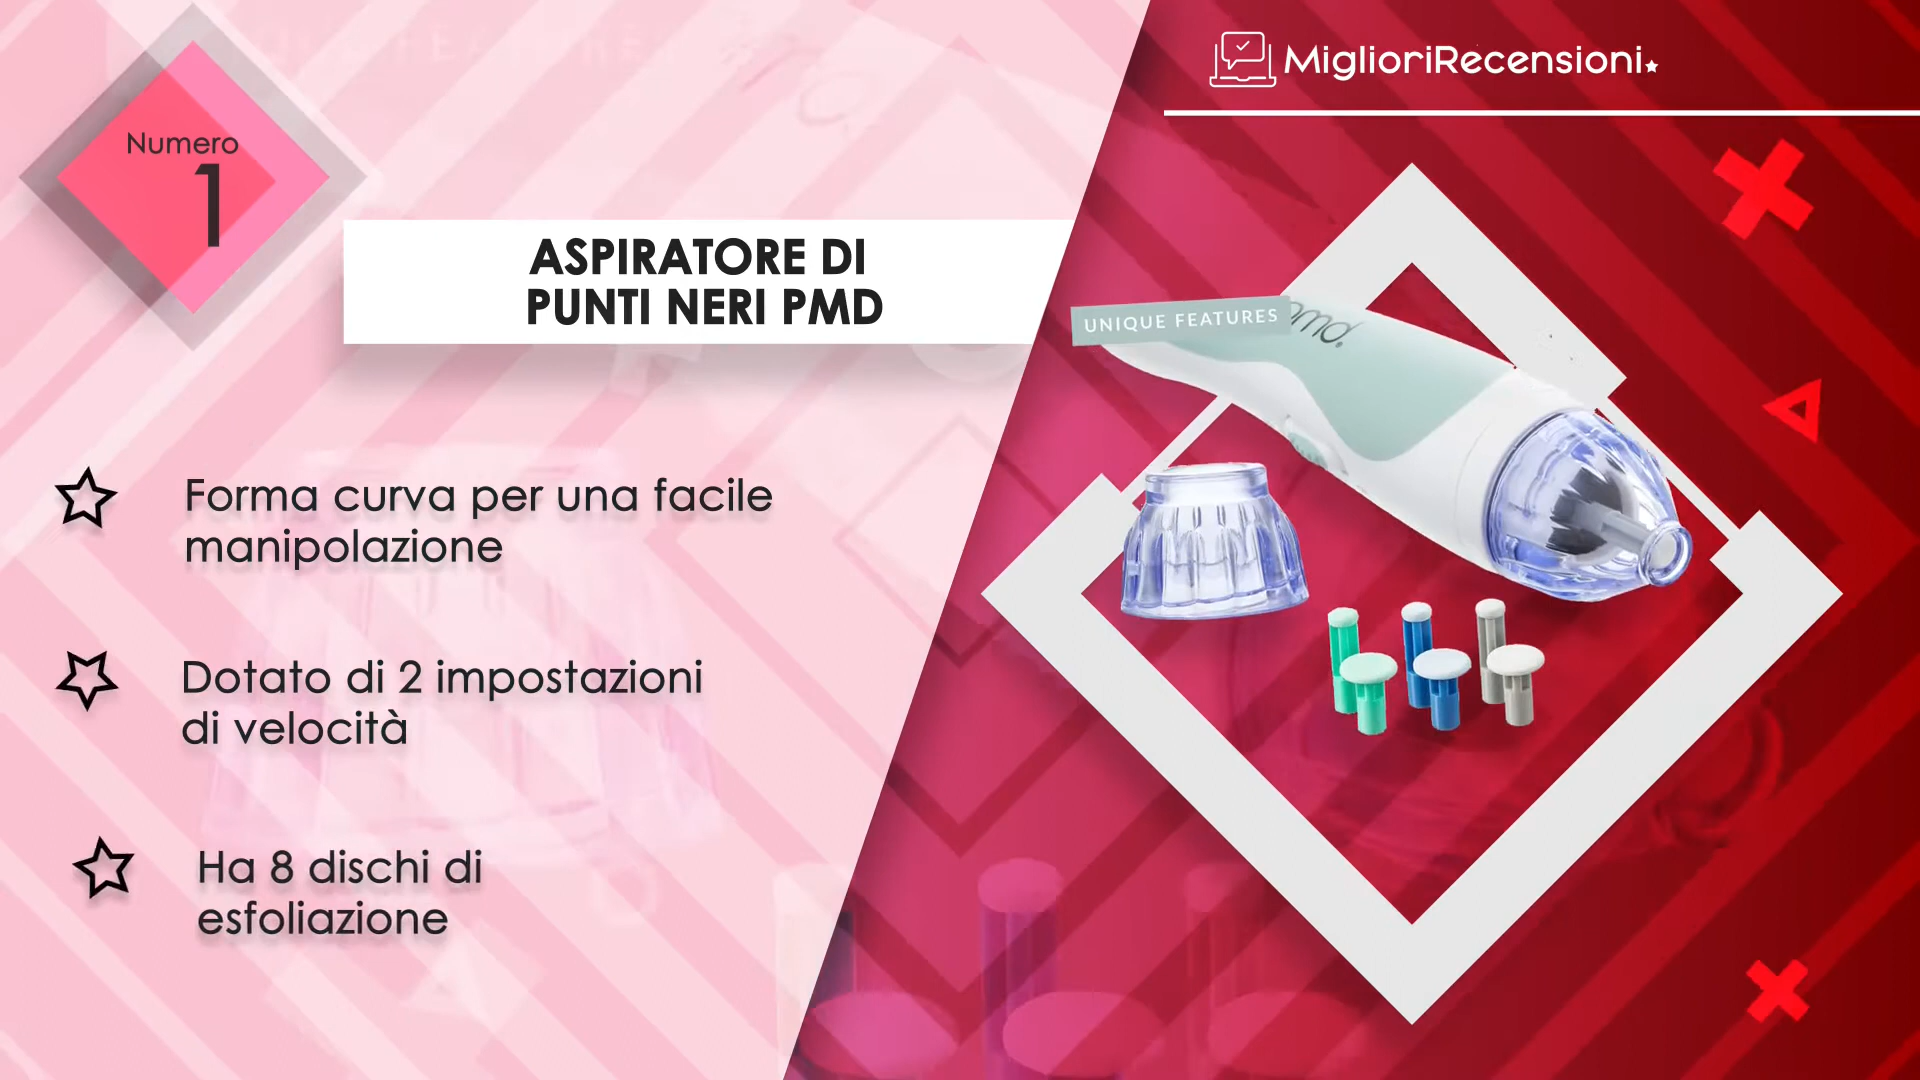 Numero
1
MiglioriRecensioni
ASPIRATORE DI
PUNTI NERI PMD
UNIQUE FEATURES
pmd.
Forma curva per una facile
manipolazione
Dotato di 2 impostazioni
di velocità
Ha 8 dischi di
esfoliazione